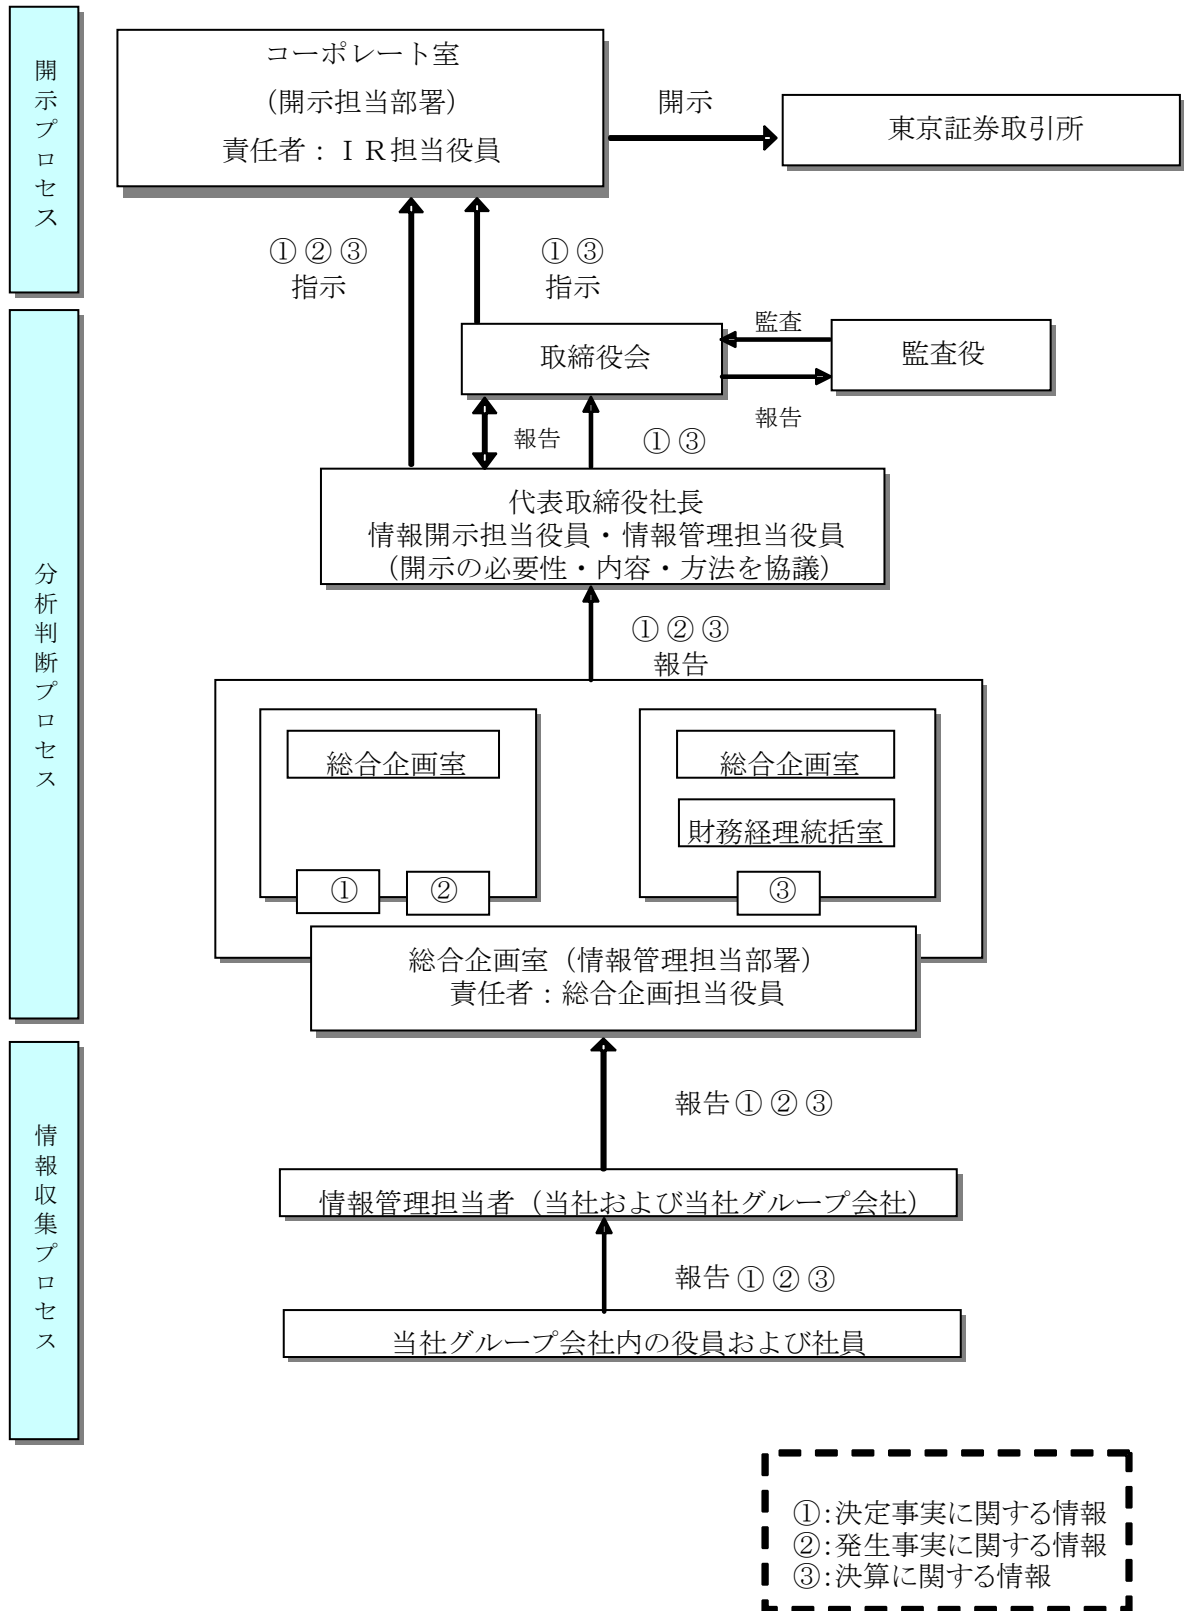 開示プロセス
コーポレート室
（開示担当部署）
責任者：ＩＲ担当役員
開示
東京証券取引所
① ② ③
指示
① ③
指示
分析判断プロセス
取締役会
監査
報告
監査役
報告
① ③
代表取締役社長
情報開示担当役員・情報管理担当役員
（開示の必要性・内容・方法を協議）
① ② ③
報告
総合企画室
①
②
総合企画室
財務経理統括室
③
総合企画室（情報管理担当部署）
責任者：総合企画担当役員
情報収集プロセス
報告 ① ② ③
情報管理担当者（当社および当社グループ会社）
報告 ① ② ③
当社グループ会社内の役員および社員
①：決定事実に関する情報
②：発生事実に関する情報
③：決算に関する情報